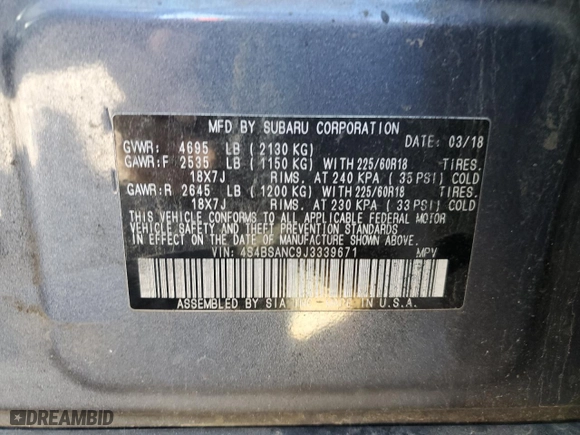 MFD BY SUBARU CORPORATION
GVWR: 4695 LB ( 2130 KG) DATE: 03/18
GAWR:F 2535 LB ( 1150 KG) WITH 225/60R18 TIRES.
18X7J RIMS. AT 240 KPA ( 35 PSI) COLD
GAWR:R 2645 LB ( 1200 KG) WITH 225/60R18 TIRES.
18X7J RIMS. AT 230 KPA ( 33 PSI) COLD
THIS VEHICLE CONFORMS TO ALL APPLICABLE FEDERAL MOTOR
VEHICLE SAFETY AND THEFT PREVENTION STANDARDS
IN EFFECT ON THE DATE OF MANUFACTURE SHOWN ABOVE.
VIN: 4S4BSANC9J3339671 MPV
ASSEMBLED BY IN U.S.A.
DREAMBID